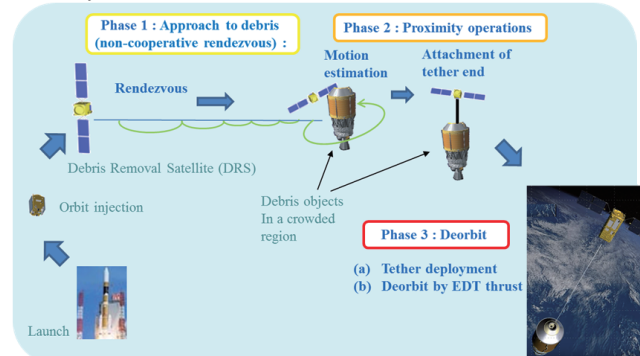 Phase 1 : Approach to debris
(non-cooperative rendezvous) :
Phase 2 : Proximity operations
Rendezvous
Motion
estimation
Attachment of
tether end
Debris Removal Satellite (DRS)
Orbit injection
Debris objects
In a crowded
region
Phase 3 : Deorbit
(a) Tether deployment
(b) Deorbit by EDT thrust
Launch